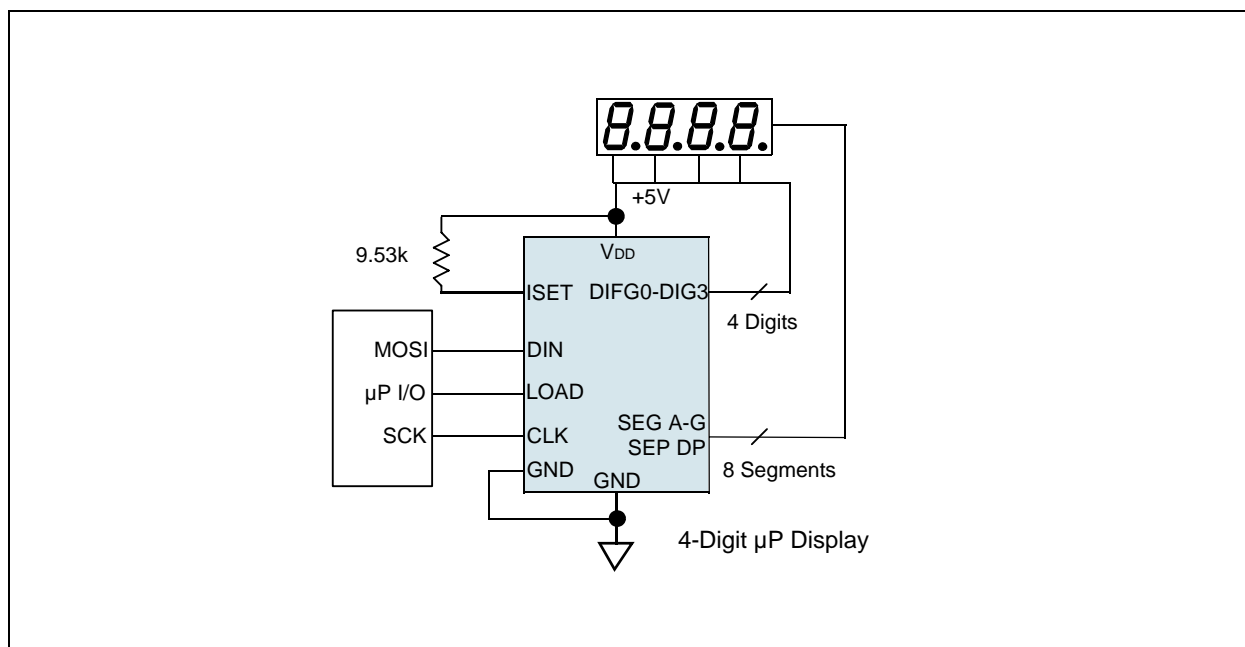 8.8.8.8.
+5V
9.53k
VDD
ISET
DIFG0-DIG3
4 Digits
MOSI
DIN
µP I/O
LOAD
SCK
CLK
SEG A-G
SEP DP
GND
8 Segments
GND
4-Digit µP Display